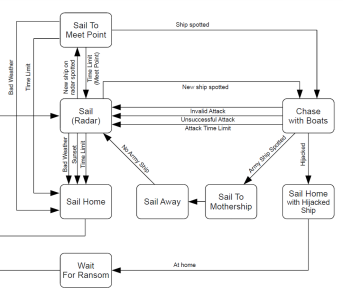 Sail To
Meet Point
Ship spotted
Bad Weather
Time Limit
New ship on
radar spotted
Time Limit
(Meet Point)
New ship spotted
Sail
(Radar)
Invalid Attack
Unsuccessful Attack
Attack Time Limit
Chase
with Boats
Bad Weather
Sunset
Time Limit
No Army Ship
Army Ship Spotted
Hijacked
Sail Home
Sail Away
Sail To
Mothership
Sail Home
with Hijacked
Ship
Wait
For Ransom
At home